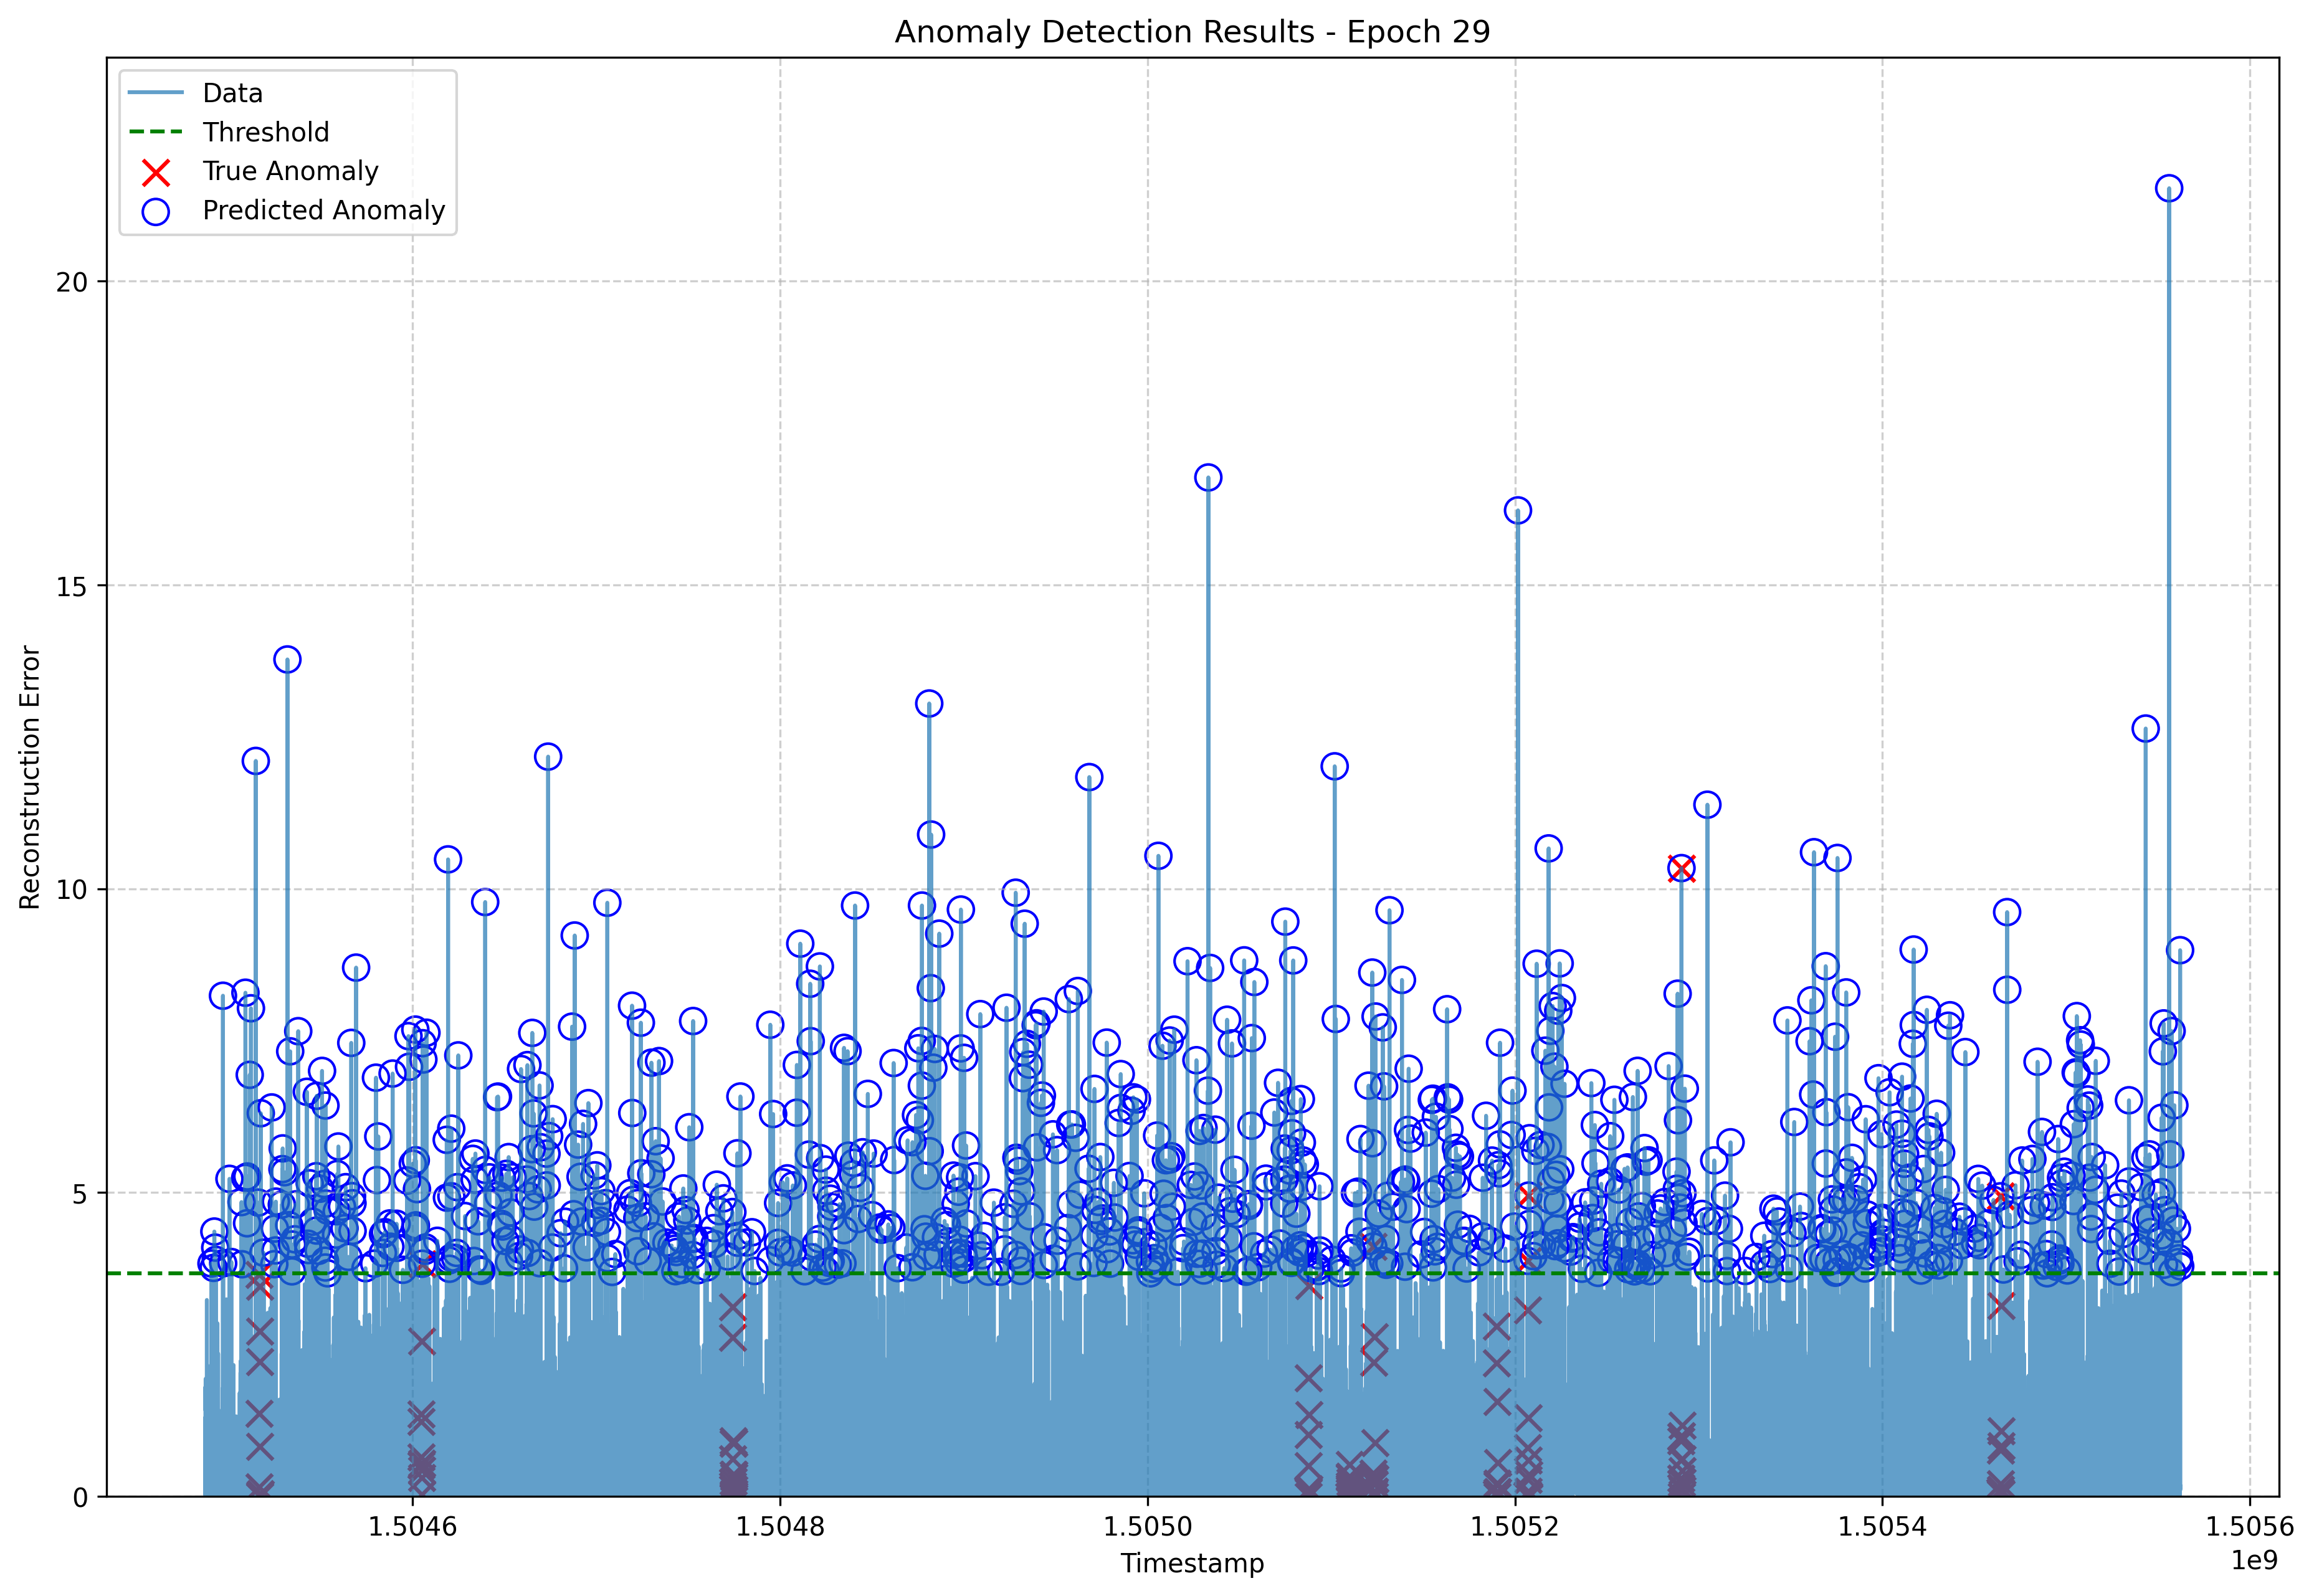 Anomaly Detection Results - Epoch 29
Data
Threshold
True Anomaly
Predicted Anomaly
Reconstruction Error
20
15
10
5
0
1.5046
1.5048
1.5050
1.5052
1.5054
1.5056
1e9
Timestamp